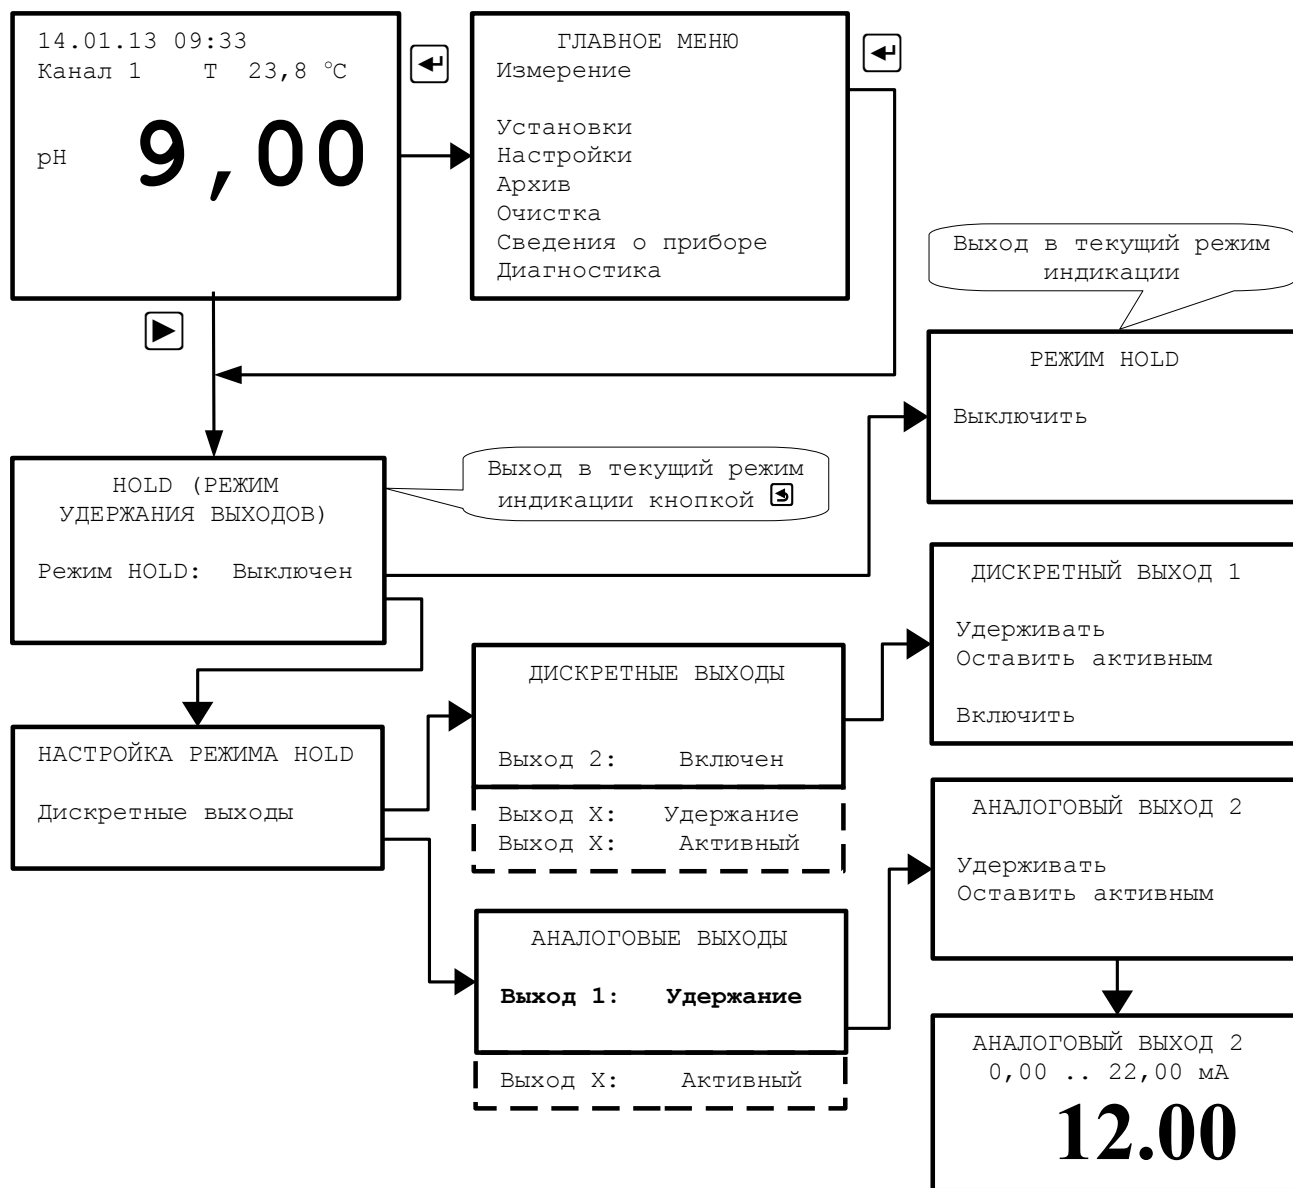 14.01.13 09:33
Канал 1 Т 23,8 °С
рН 9,00
ГЛАВНОЕ МЕНЮ
Измерение
Установки
Настройки
Архив
Очистка
Сведения о приборе
Диагностика
Выход в текущий режим
индикации
РЕЖИМ HOLD
Выключить
HOLD (РЕЖИМ
УДЕРЖАНИЯ ВЫХОДОВ)
Режим HOLD: Выключен
Выход в текущий режим
индикации кнопкой
ДИСКРЕТНЫЙ ВЫХОД 1
Удерживать
Оставить активным
Включить
ДИСКРЕТНЫЕ ВЫХОДЫ
Выход 2: Включен
Выход X: Удержание
Выход X: Активный
НАСТРОЙКА РЕЖИМА HOLD
Дискретные выходы
АНАЛОГОВЫЙ ВЫХОД 2
Удерживать
Оставить активным
АНАЛОГОВЫЕ ВЫХОДЫ
Выход 1: Удержание
Выход X: Активный
АНАЛОГОВЫЙ ВЫХОД 2
0,00 .. 22,00 мА
12.00